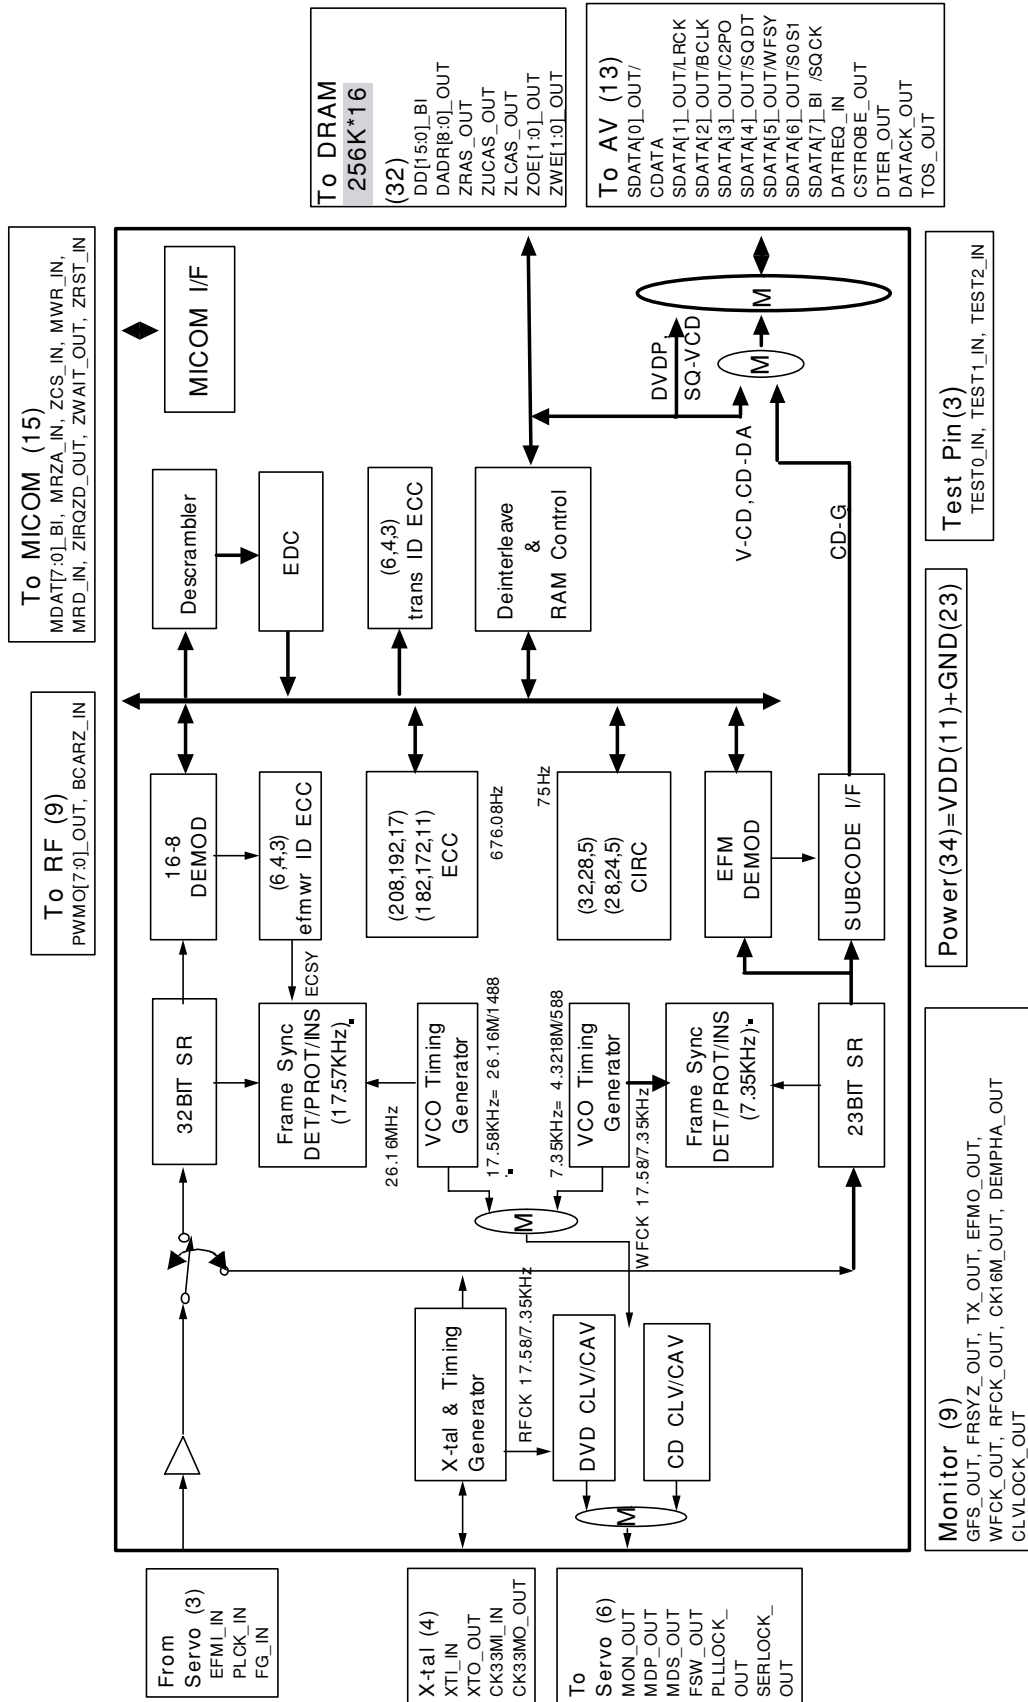 To MICOM (15)
MDAT[7:0]_BI, MRZA_IN, ZCS_IN, MWR_IN,
MRD_IN, ZIRQZD_OUT, ZWAIT_OUT, ZRST_IN
To RF (9)
PWMO[7:0]_OUT, BCARZ_IN
From
Servo (3)
EFMI_IN
PLCK_IN
FG_IN
X-tal (4)
XTI_IN
XTO_OUT
CK33MI_IN
CK33MO_OUT
To
Servo (6)
MON_OUT
MDP_OUT
MDS_OUT
FSW_OUT
PLLLOCK_
OUT
SERLOCK_
OUT
To DRAM
256K*16
(32)
DD[15:0]_BI
DADR[8:0]_OUT
ZRAS_OUT
ZUCAS_OUT
ZLCAS_OUT
ZOE[1:0]_OUT
ZWE[1:0]_OUT
To AV (13)
SDATA[0]_OUT/
CDATA
SDATA[1]_OUT/LRCK
SDATA[2]_OUT/BCLK
SDATA[3]_OUT/C2PO
SDATA[4]_OUT/SQDT
SDATA[5]_OUT/WFSY
SDATA[6]_OUT/S0S1
SDATA[7]_BI /SQCK
DATREQ_IN
CSTROBE_OUT
DTER_OUT
DATACK_OUT
TOS_OUT
MICOM I/F
32BIT SR
16-8
DEMOD
Descrambler
Frame Sync
DET/PROT/INS
(17.57KHz)
ECSY
(6,4,3)
efmwr ID ECC
EDC
26.16MHz
X-tal & Timing
Generator
VCO Timing
Generator
(208,192,17)
(182,172,11)
ECC
(6,4,3)
trans ID ECC
17.58KHz= 26.16M/1488
676.08Hz
RFCK 17.58/7.35KHz
M
Deinterleave
&
RAM Control
7.35KHz= 4.3218M/588
75Hz
DVD CLV/CAV
VCO Timing
Generator
(32,28,5)
(28,24,5)
CIRC
WFCK 17.58/7.35KHz
M
CD CLV/CAV
Frame Sync
DET/PROT/INS
(7.35KHz)
EFM
DEMOD
DVDP,
SQ-VCD
V-CD,CD-DA
M
M
CD-G
23BIT SR
SUBCODE I/F
Monitor (9)
GFS_OUT, FRSYZ_OUT, TX_OUT, EFMO_OUT,
WFCK_OUT, RFCK_OUT, CK16M_OUT, DEMPHA_OUT
CLVLOCK_OUT
Power(34)=VDD(11)+GND(23)
Test Pin(3)
TEST0_IN, TEST1_IN, TEST2_IN